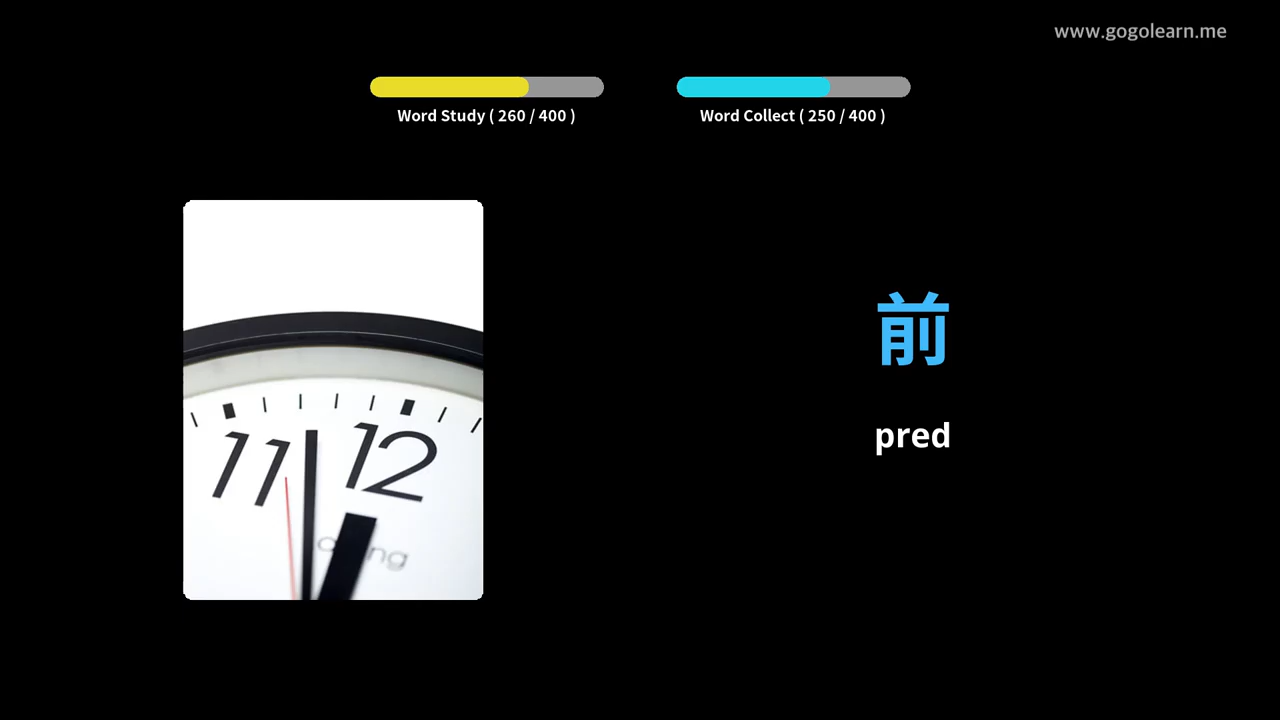 www.gogolearn.me
Word Study ( 260 / 400 )
Word Collect ( 250 / 400 )
11 12
前
pred